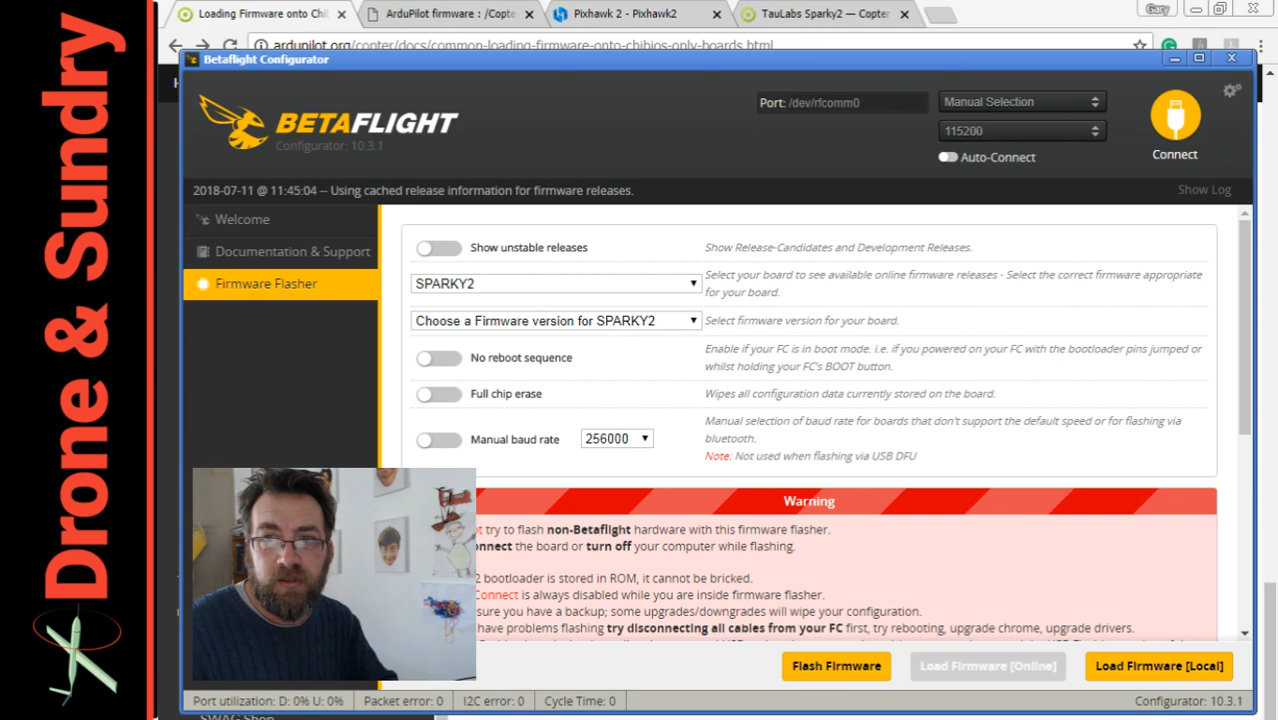 Drone & Sundry
Loading Firmware onto Chi
ArduPilot firmware : /Copte
Pixhawk 2 - Pixhawk2
TauLabs Sparky2 — Copter
Gary
ardupilot.org/copter/docs/common-loading-firmware-onto-chibios-only-boards.html
Betaflight Configurator
BETAFLIGHT
Configurator: 10.3.1
Port: /dev/rfcomm0
Manual Selection
115200
Auto-Connect
Connect
2018-07-11 @ 11:45:04 -- Using cached release information for firmware releases.
Show Log
Welcome
Documentation & Support
Firmware Flasher
Show unstable releases
Show Release-Candidates and Development Releases.
SPARKY2
Select your board to see available online firmware releases - Select the correct firmware appropriate
for your board.
Choose a Firmware version for SPARKY2
Select firmware version for your board.
No reboot sequence
Enable if your FC is in boot mode. i.e. if you powered on your FC with the bootloader pins jumped or
whilst holding your FC's BOOT button.
Full chip erase
Wipes all configuration data currently stored on the board.
Manual baud rate
256000
Manual selection of baud rate for boards that don't support the default speed or for flashing via
bluetooth.
Note: Not used when flashing via USB DFU
Warning
try to flash non-Betaflight hardware with this firmware flasher.
onnect the board or turn off your computer while flashing.
2 bootloader is stored in ROM, it cannot be bricked.
Connect is always disabled while you are inside firmware flasher.
sure you have a backup; some upgrades/downgrades will wipe your configuration.
have problems flashing try disconnecting all cables from your FC first, try rebooting, upgrade chrome, upgrade drivers.
Flash Firmware
Load Firmware [Online]
Load Firmware [Local]
Port utilization: D: 0% U: 0%
Packet error: 0
I2C error: 0
Cycle Time: 0
Configurator: 10.3.1
SWAG Shop